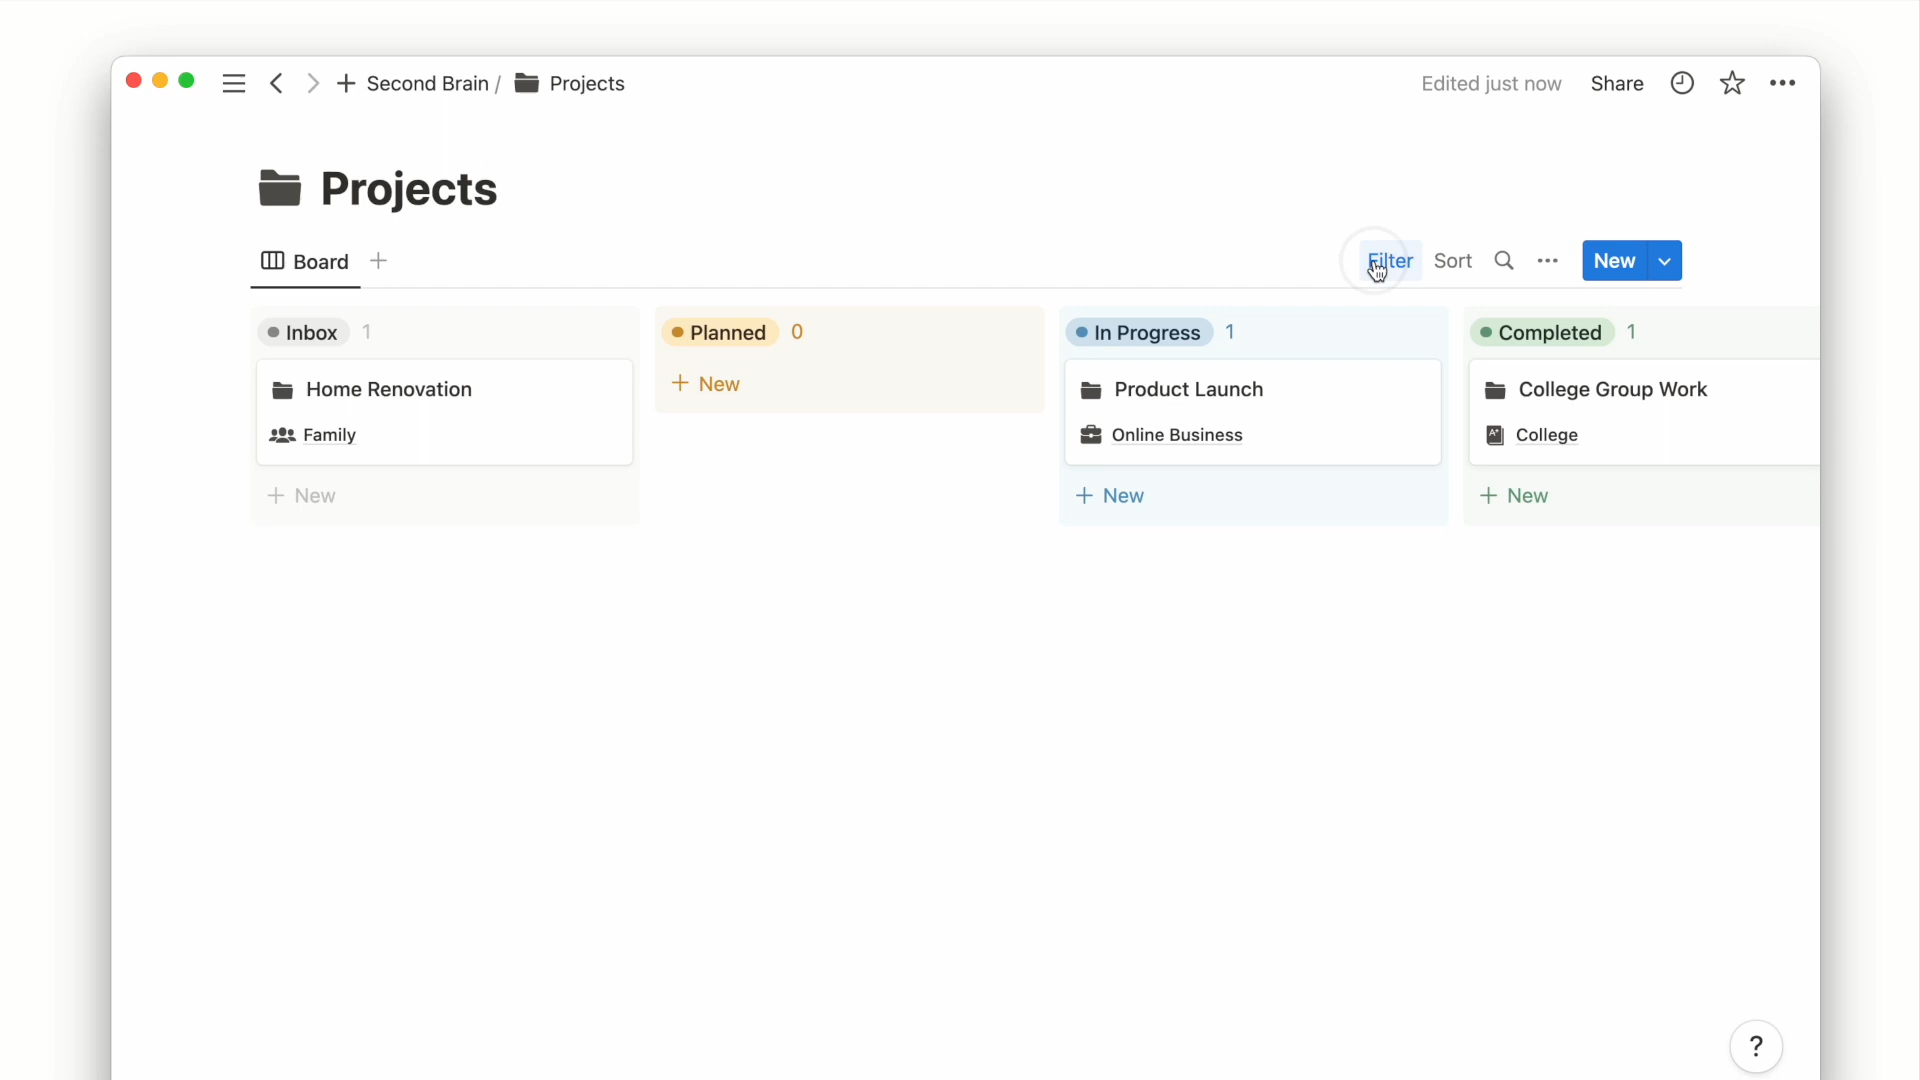 Second Brain / Projects
Edited just now Share
Projects
Board
Filter Sort New
Inbox 1
Planned 0
In Progress 1
Completed 1
Home Renovation
Family
+ New
+ New
Product Launch
Online Business
+ New
College Group Work
A+ College
+ New
?